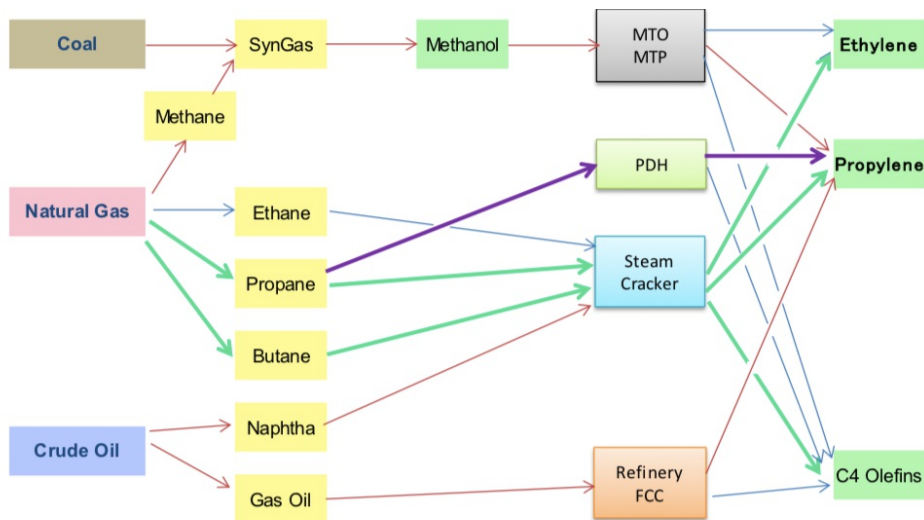 Coal
SynGas
Methanol
MTO
MTP
Ethylene
Methane
PDH
Propylene
Natural Gas
Ethane
Propane
Steam
Cracker
Butane
Naphtha
Crude Oil
Gas Oil
Refinery
FCC
C4 Olefins